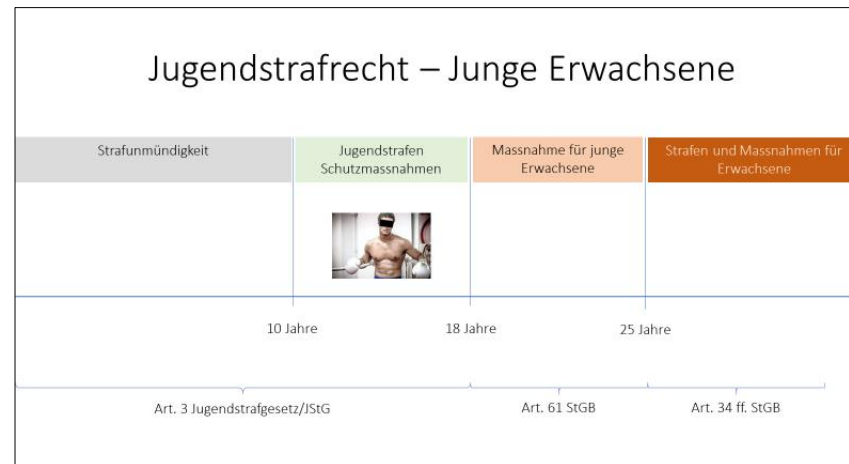 Jugendstrafrecht – Junge Erwachsene
Strafunmündigkeit
Jugendstrafen
Schutzmassnahmen
Massnahme für junge
Erwachsene
Strafen und Massnahmen für
Erwachsene
10 Jahre
18 Jahre
25 Jahre
Art. 3 Jugendstrafgesetz/JStG
Art. 61 StGB
Art. 34 ff. StGB